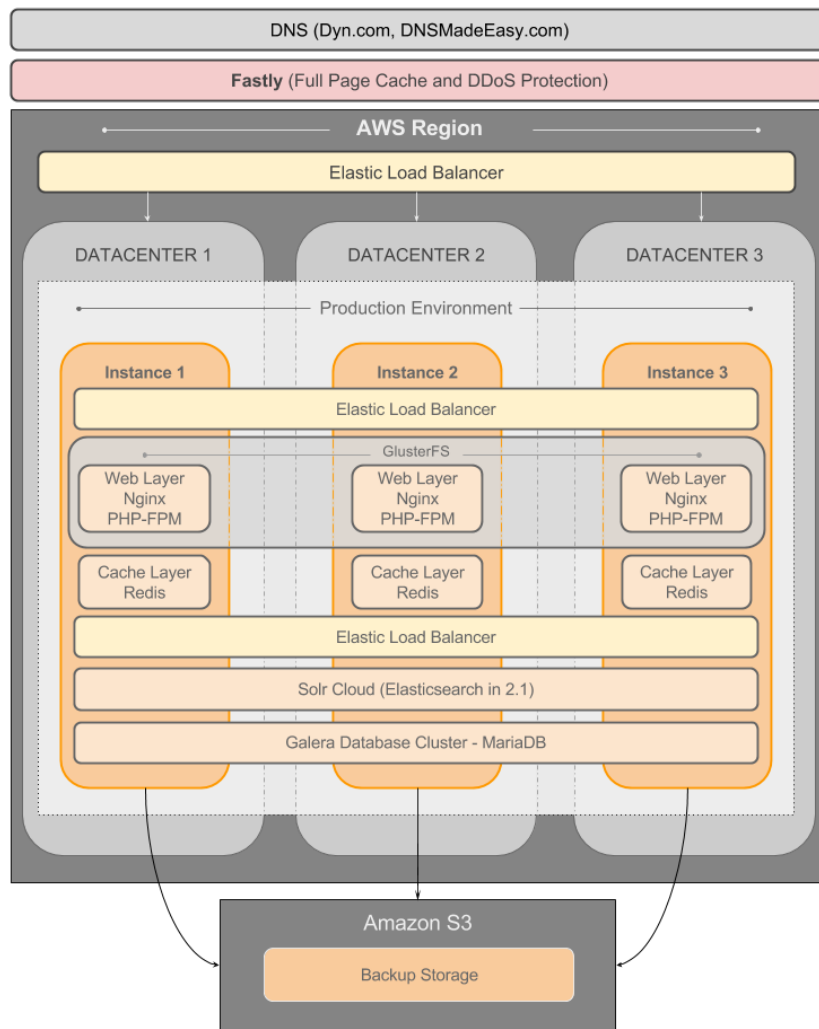 DNS (Dyn.com, DNSMadeEasy.com)
Fastly (Full Page Cache and DDoS Protection)
AWS Region
Elastic Load Balancer
DATACENTER 1
DATACENTER 2
DATACENTER 3
Production Environment
Instance 1
Instance 2
Instance 3
Elastic Load Balancer
GlusterFS
Web Layer
Nginx
PHP-FPM
Web Layer
Nginx
PHP-FPM
Web Layer
Nginx
PHP-FPM
Cache Layer
Redis
Cache Layer
Redis
Cache Layer
Redis
Elastic Load Balancer
Solr Cloud (Elasticsearch in 2.1)
Galera Database Cluster - MariaDB
Amazon S3
Backup Storage